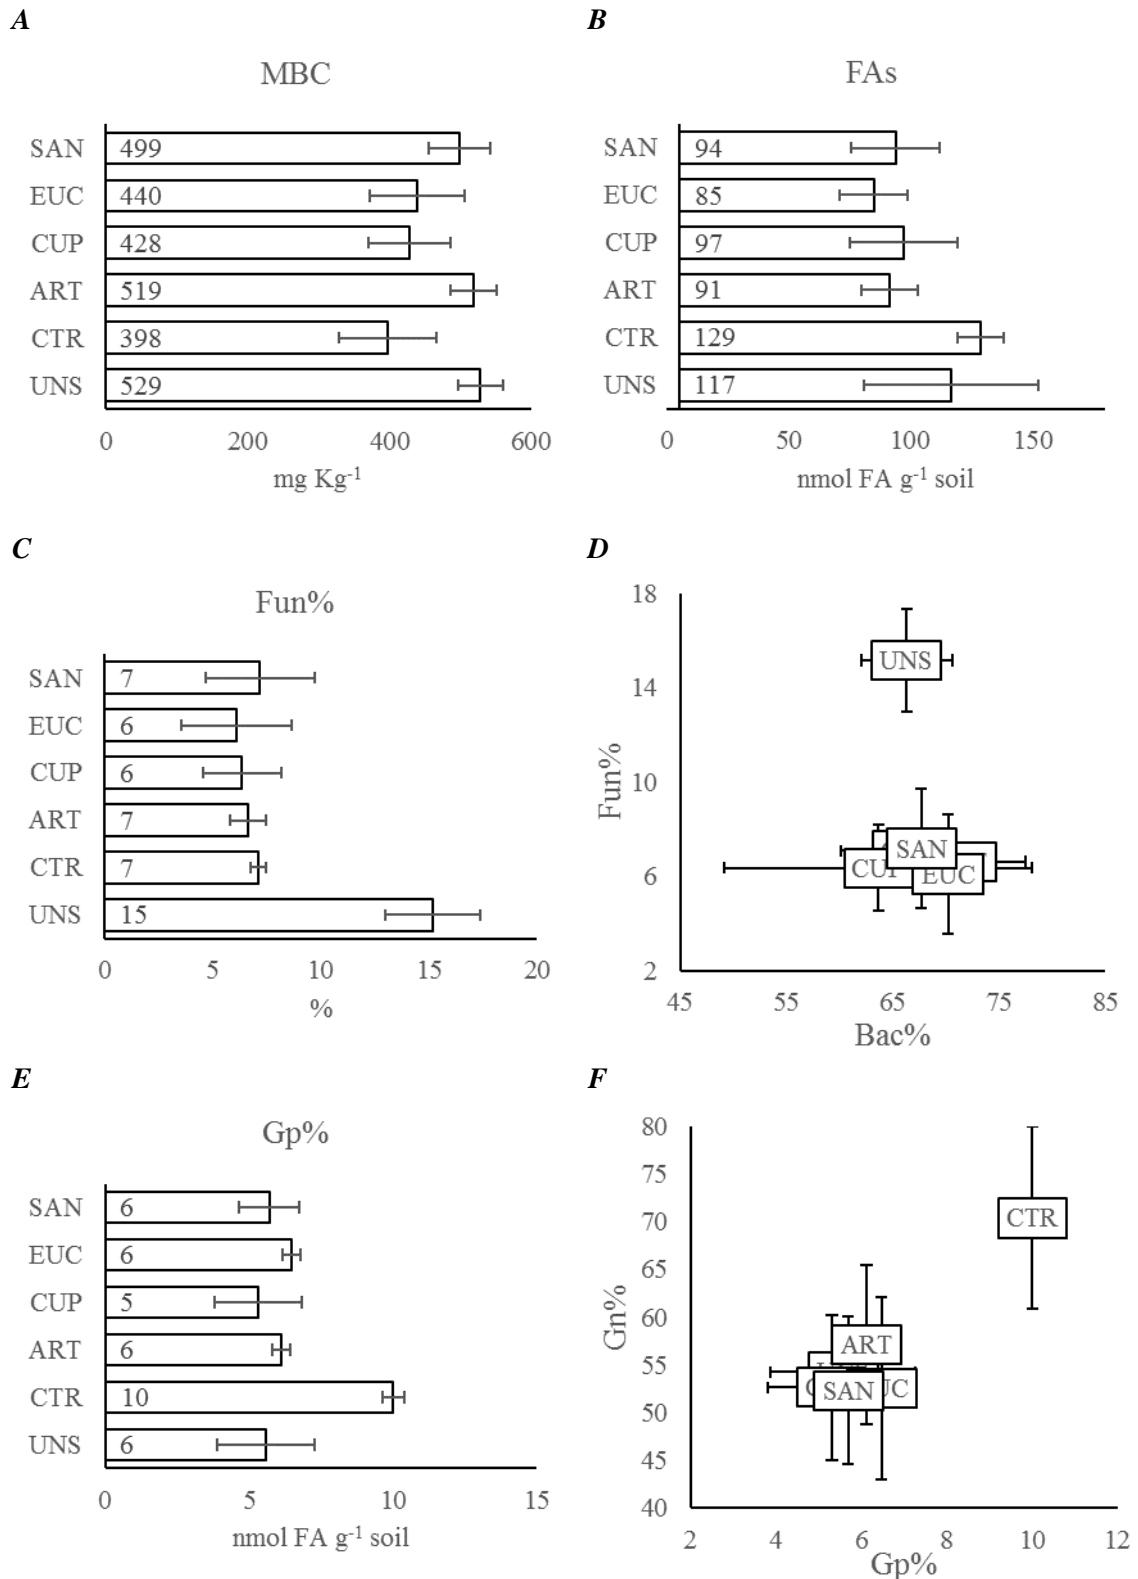 A
MBC
SAN 499
EUC 440
CUP 428
ART 519
CTR 398
UNS 529
0 200 400 600
mg Kg-1
B
FAs
SAN 94
EUC 85
CUP 97
ART 91
CTR 129
UNS 117
0 50 100 150
nmol FA g-1 soil
C
Fun%
SAN 7
EUC 6
CUP 6
ART 7
CTR 7
UNS 15
0 5 10 15 20
%
D
18
14
10
6
2
Fun%
UNS
SAN
CUP
EUC
45 55 65 75 85
Bac%
E
Gp%
SAN 6
EUC 6
CUP 5
ART 6
CTR 10
UNS 6
0 5 10 15
nmol FA g-1 soil
F
80
75
70
65
60
55
50
45
40
Gn%
CTR
ART
SAN
2 4 6 8 10 12
Gp%